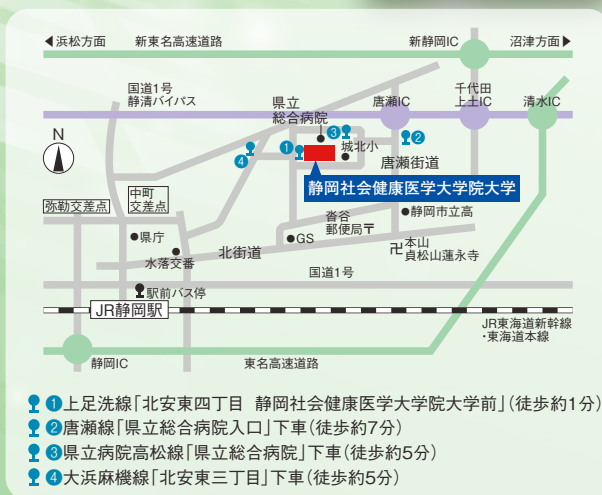 ◀浜松方面 新東名高速道路 新静岡IC 沼津方面▶
国道1号
静清バイパス
県立
総合病院
唐瀬IC
千代田
上土IC
清水IC
N
❶
❸
城北小
❷
❹
唐瀬街道
静岡社会健康医学大学院大学
弥勒交差点
中町
交差点
●県庁
水落交番
北街道
●GS
沓谷
郵便局〒
●静岡市立高
卍本山
貞松山蓮永寺
国道1号
駅前バス停
JR静岡駅
JR東海道新幹線
・東海道本線
静岡IC
東名高速道路
❶上足洗線「北安東四丁目 静岡社会健康医学大学院大学前」(徒歩約1分)
❷唐瀬線「県立総合病院入口」下車(徒歩約7分)
❸県立病院高松線「県立総合病院」下車(徒歩約5分)
❹大浜麻機線「北安東三丁目」下車(徒歩約5分)